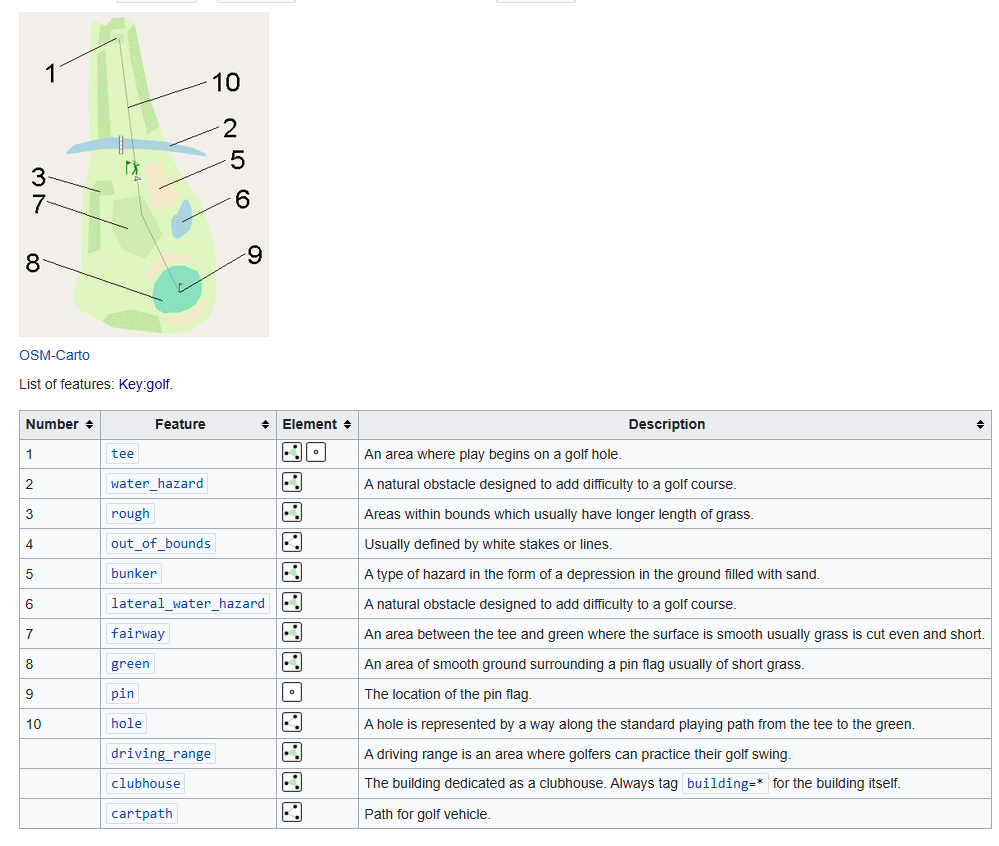 1
10
2
5
3
7
6
8
9
OSM-Carto
List of features: Key:golf.
Number Feature Element Description
1 tee An area where play begins on a golf hole.
2 water_hazard A natural obstacle designed to add difficulty to a golf course.
3 rough Areas within bounds which usually have longer length of grass.
4 out_of_bounds Usually defined by white stakes or lines.
5 bunker A type of hazard in the form of a depression in the ground filled with sand.
6 lateral_water_hazard A natural obstacle designed to add difficulty to a golf course.
7 fairway An area between the tee and green where the surface is smooth usually grass is cut even and short.
8 green An area of smooth ground surrounding a pin flag usually of short grass.
9 pin The location of the pin flag.
10 hole A hole is represented by a way along the standard playing path from the tee to the green.
driving_range A driving range is an area where golfers can practice their golf swing.
clubhouse The building dedicated as a clubhouse. Always tag building=* for the building itself.
cartpath Path for golf vehicle.